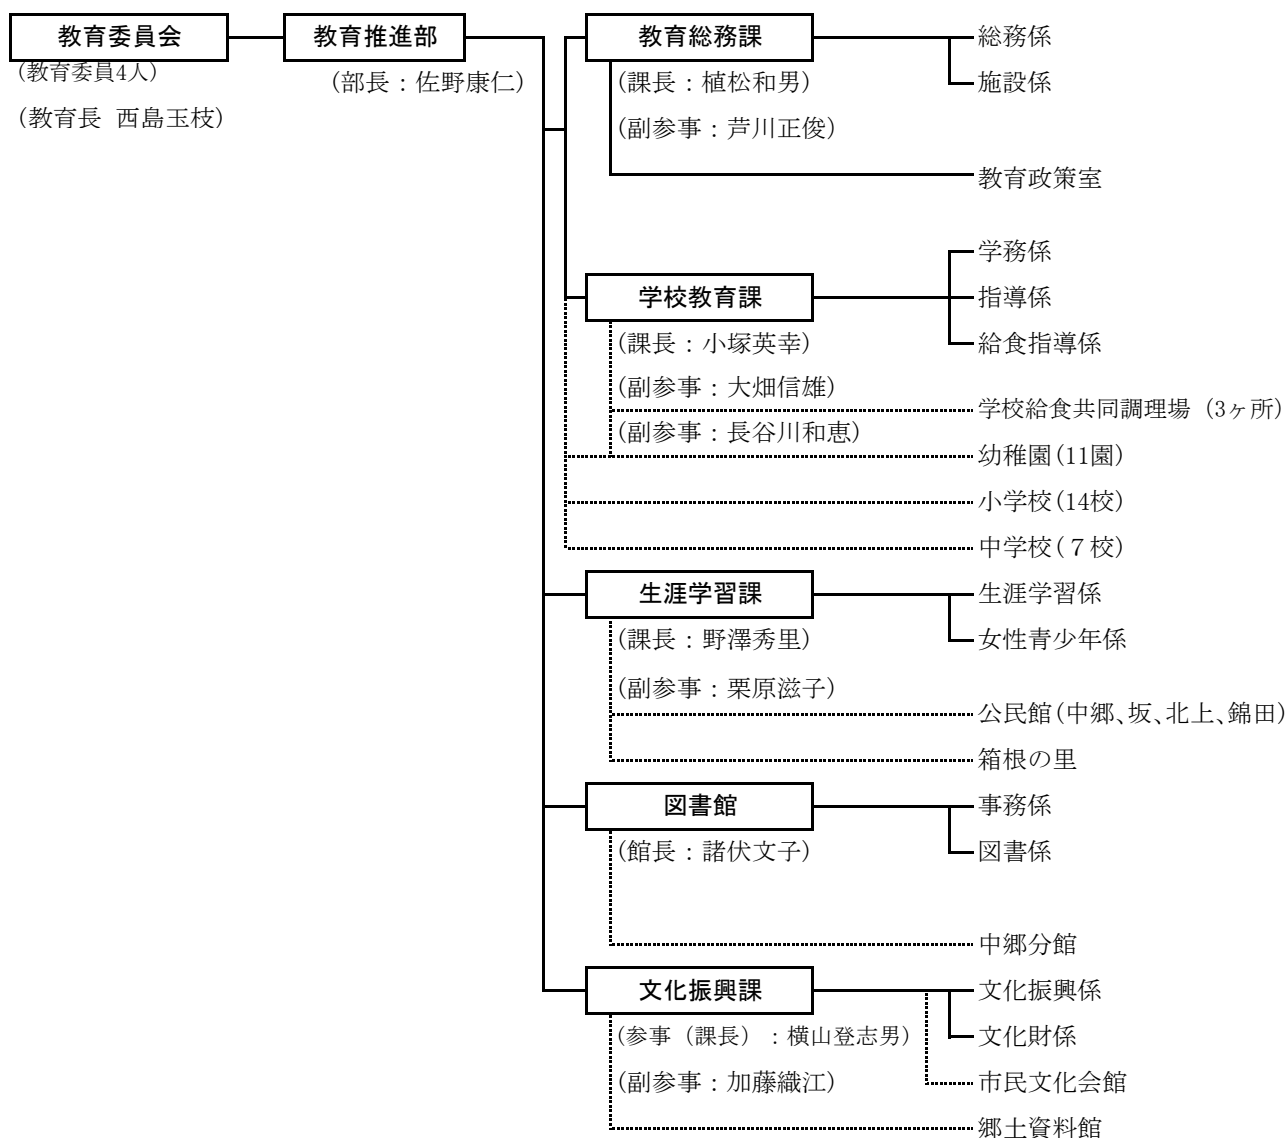 教育委員会
(教育委員4人)
(教育長 西島玉枝)
教育推進部
(部長：佐野康仁)
教育総務課
(課長：植松和男)
(副参事：芦川正俊)
総務係
施設係
教育政策室
学校教育課
(課長：小塚英幸)
(副参事：大畑信雄)
(副参事：長谷川和恵)
学務係
指導係
給食指導係
学校給食共同調理場 (3ヶ所)
幼稚園(11園)
小学校(14校)
中学校(７校)
生涯学習課
(課長：野澤秀里)
(副参事：栗原滋子)
生涯学習係
女性青少年係
公民館(中郷、坂、北上、錦田)
箱根の里
図書館
(館長：諸伏文子)
事務係
図書係
中郷分館
文化振興課
(参事（課長）：横山登志男)
(副参事：加藤織江)
文化振興係
文化財係
市民文化会館
郷土資料館